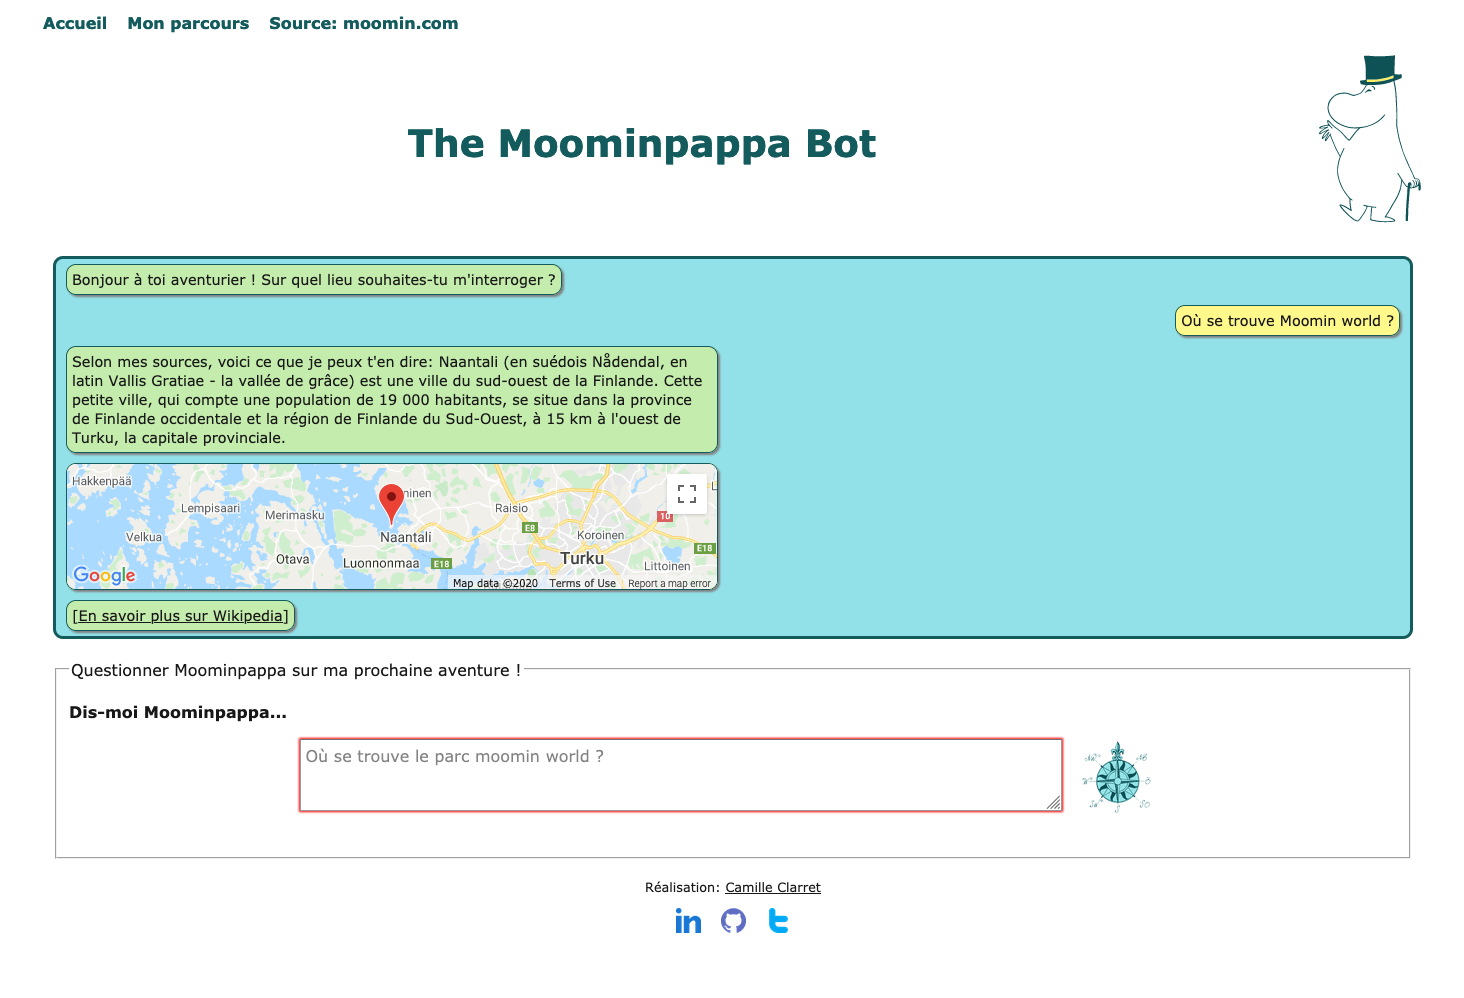 Accueil Mon parcours Source: moomin.com
The Moominpappa Bot
Bonjour à toi aventurier ! Sur quel lieu souhaites-tu m'interroger ?
Où se trouve Moomin world ?
Selon mes sources, voici ce que je peux t'en dire: Naantali (en suédois Nådendal, en
latin Vallis Gratiae - la vallée de grâce) est une ville du sud-ouest de la Finlande. Cette
petite ville, qui compte une population de 19 000 habitants, se situe dans la province
de Finlande occidentale et la région de Finlande du Sud-Ouest, à 15 km à l'ouest de
Turku, la capitale provinciale.
Hakkenpää
Lempisaari
Merimasku
Velkua
Otava
Luonnonmaa
Naantali
Raisio
Koroinen
Turku
Littoinen
E8
10
E18
E18
Google
Map data ©2020 Terms of Use Report a map error
[En savoir plus sur Wikipedia]
Questionner Moominpappa sur ma prochaine aventure !
Dis-moi Moominpappa...
Où se trouve le parc moomin world ?
Réalisation: Camille Clarret
in